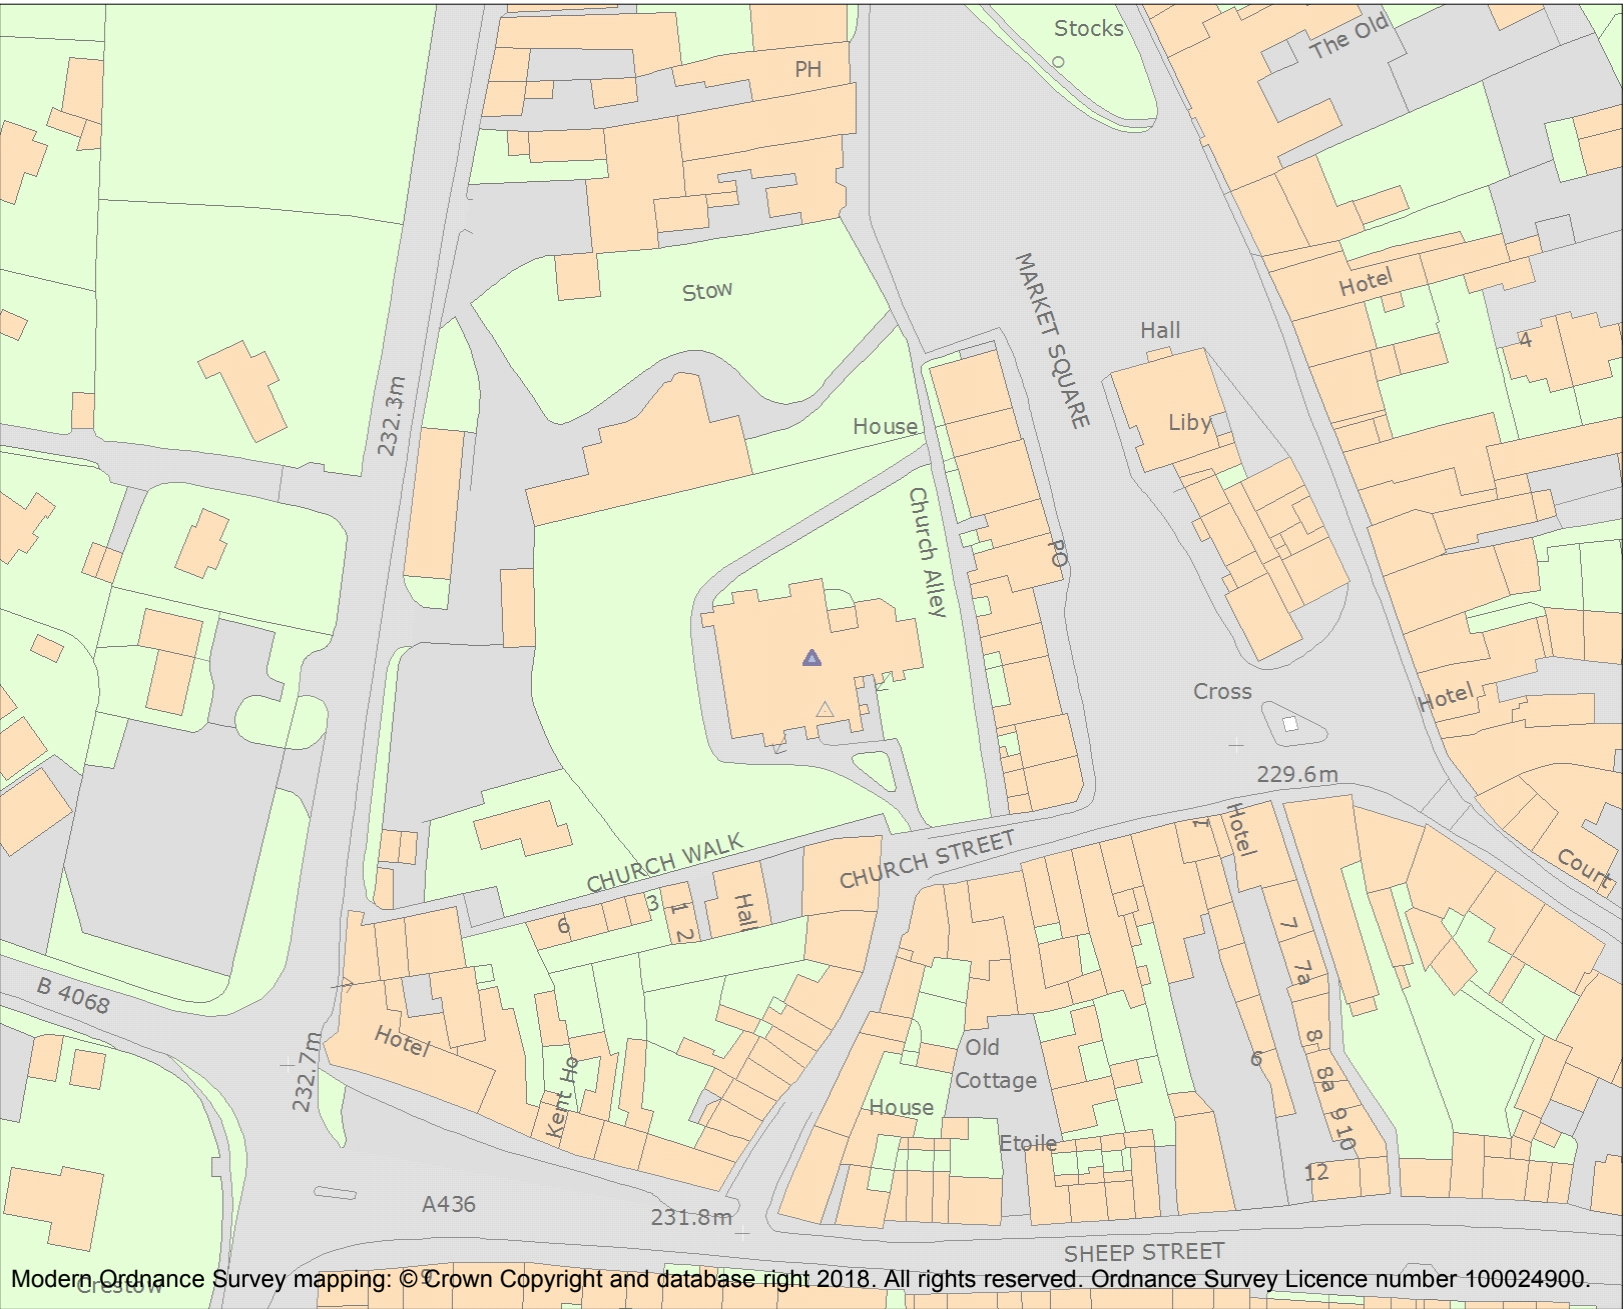 Stocks
The Old
PH
Stow
MARKET SQUARE
Hotel
Hall
4
232.3m
House
Liby
Church Alley
PO
Cross
Hotel
229.6m
CHURCH WALK
CHURCH STREET
1
Hotel
Court
6
3
1
2
Hall
7
7a
B 4068
Hotel
232.7m
Kent Ho
Old
Cottage
House
Etoile
6
8
8a
9
10
12
A436
231.8m
SHEEP STREET
9
Crestow
Modern Ordnance Survey mapping: © Crown Copyright and database right 2018. All rights reserved. Ordnance Survey Licence number 100024900.